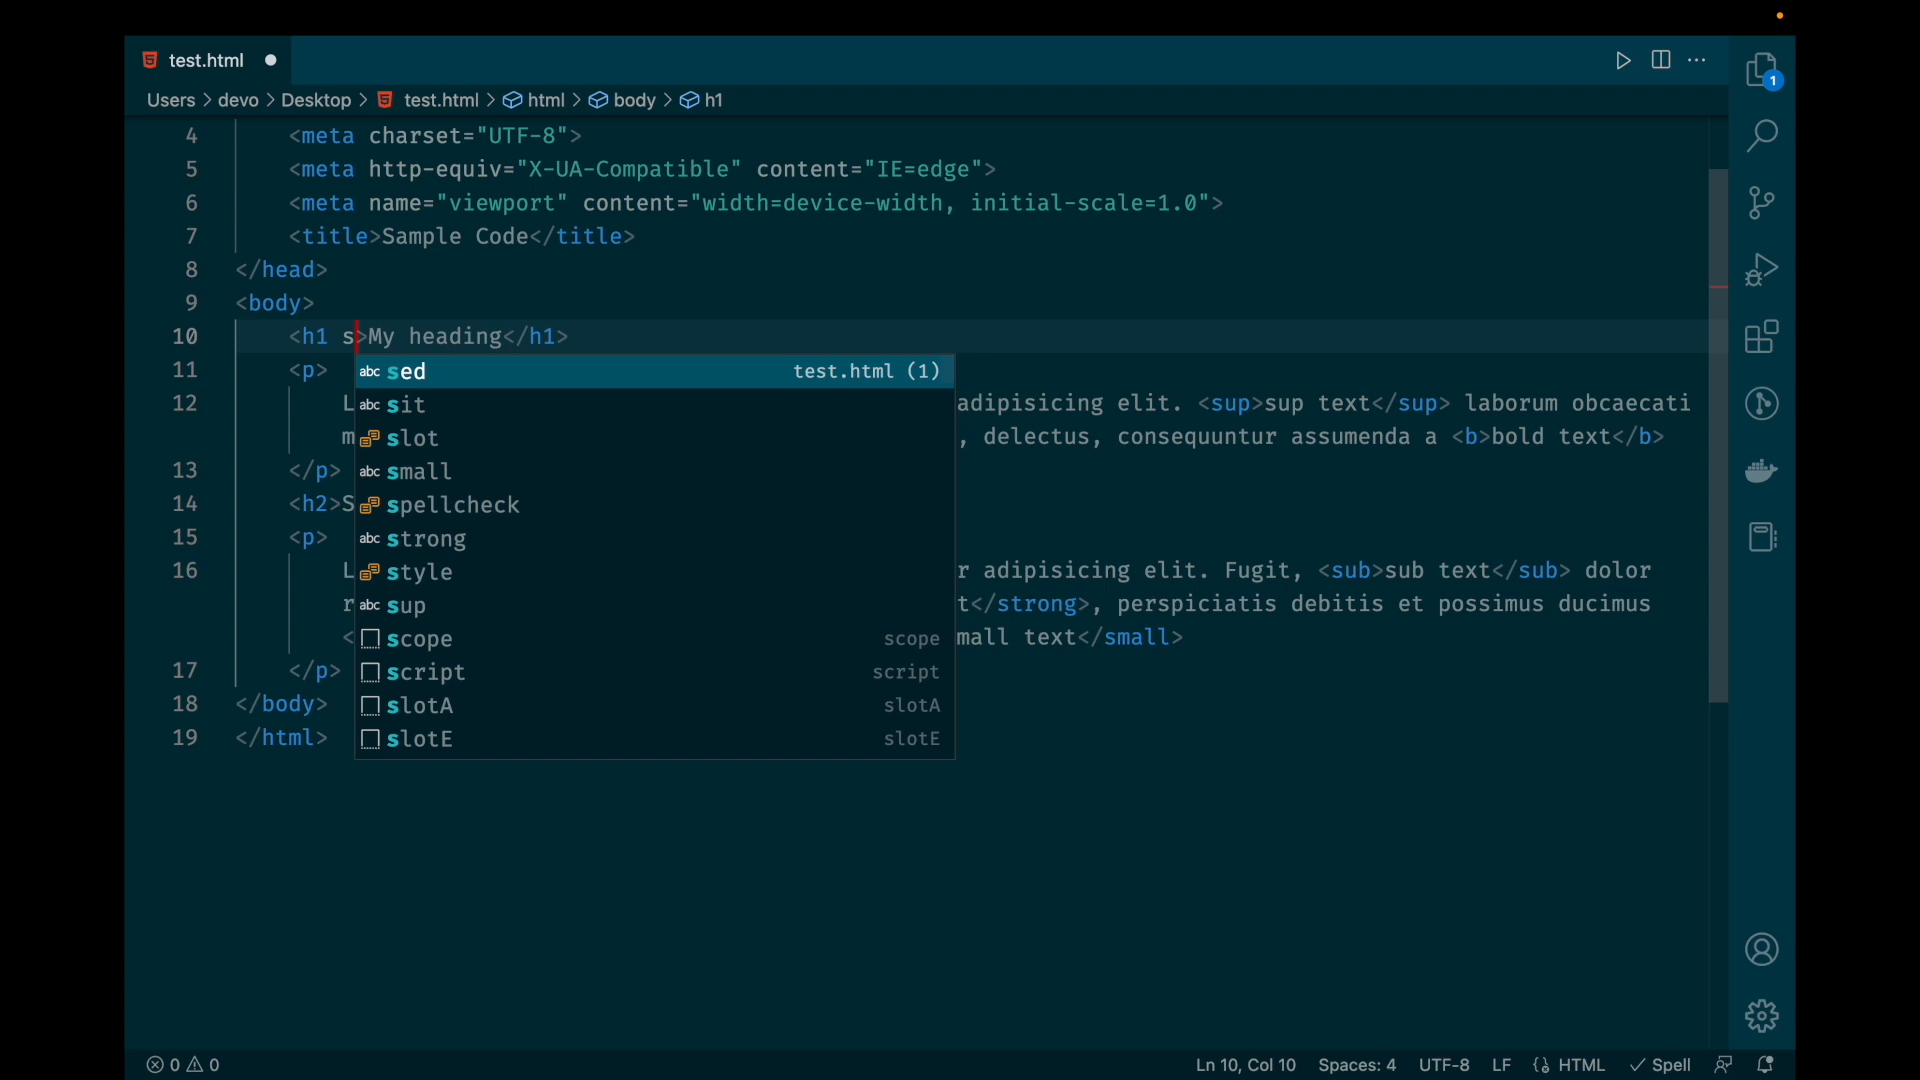 test.html
Users > devo > Desktop > test.html > html > body > h1
1
4 <meta charset="UTF-8">
5 <meta http-equiv="X-UA-Compatible" content="IE=edge">
6 <meta name="viewport" content="width=device-width, initial-scale=1.0">
7 <title>Sample Code</title>
8 </head>
9 <body>
10 <h1 s>My heading</h1>
11 <p>
abc sed test.html (1)
12 L abc sit adipisicing elit. <sup>sup text</sup> laborum obcaecati
m slot , delectus, consequuntur assumenda a <b>bold text</b>
13 </p> abc small
14 <h2>S spellcheck
15 <p> abc strong
16 L style r adipisicing elit. Fugit, <sub>sub text</sub> dolor
r abc sup t</strong>, perspiciatis debitis et possimus ducimus
< scope scope mall text</small>
17 </p> script script
18 </body> slotA slotA
19 </html> slotE slotE
0 0 Ln 10, Col 10 Spaces: 4 UTF-8 LF HTML Spell